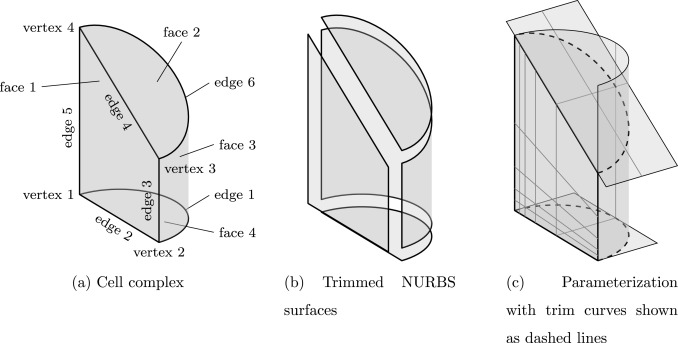 vertex 4
face 2
face 1
edge 6
edge 4
edge 5
face 3
vertex 3
vertex 1
edge 3
edge 1
edge 2
face 4
vertex 2
(a) Cell complex
(b) Trimmed NURBS
surfaces
(c) Parameterization
with trim curves shown
as dashed lines